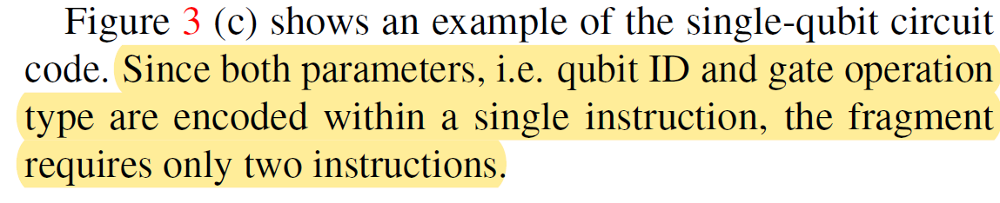 Figure 3 (c) shows an example of the single-qubit circuit
code. Since both parameters, i.e. qubit ID and gate operation
type are encoded within a single instruction, the fragment
requires only two instructions.